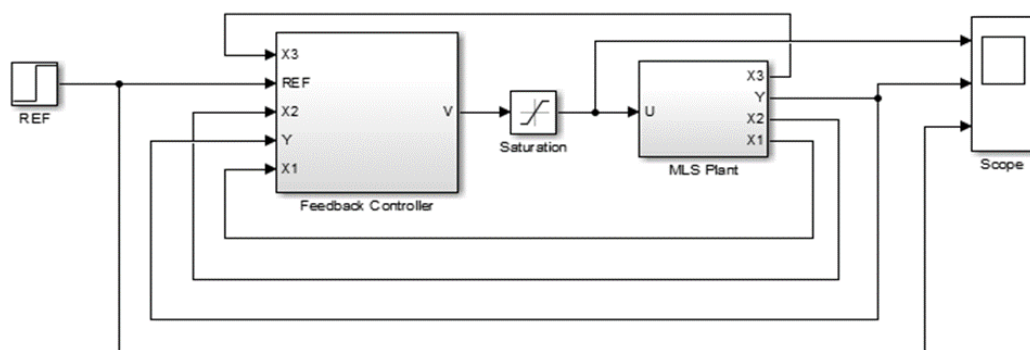 REF
X3
REF
X2
Y
X1
V
Feedback Controller
Saturation
U
X3
Y
X2
X1
MLS Plant
Scope